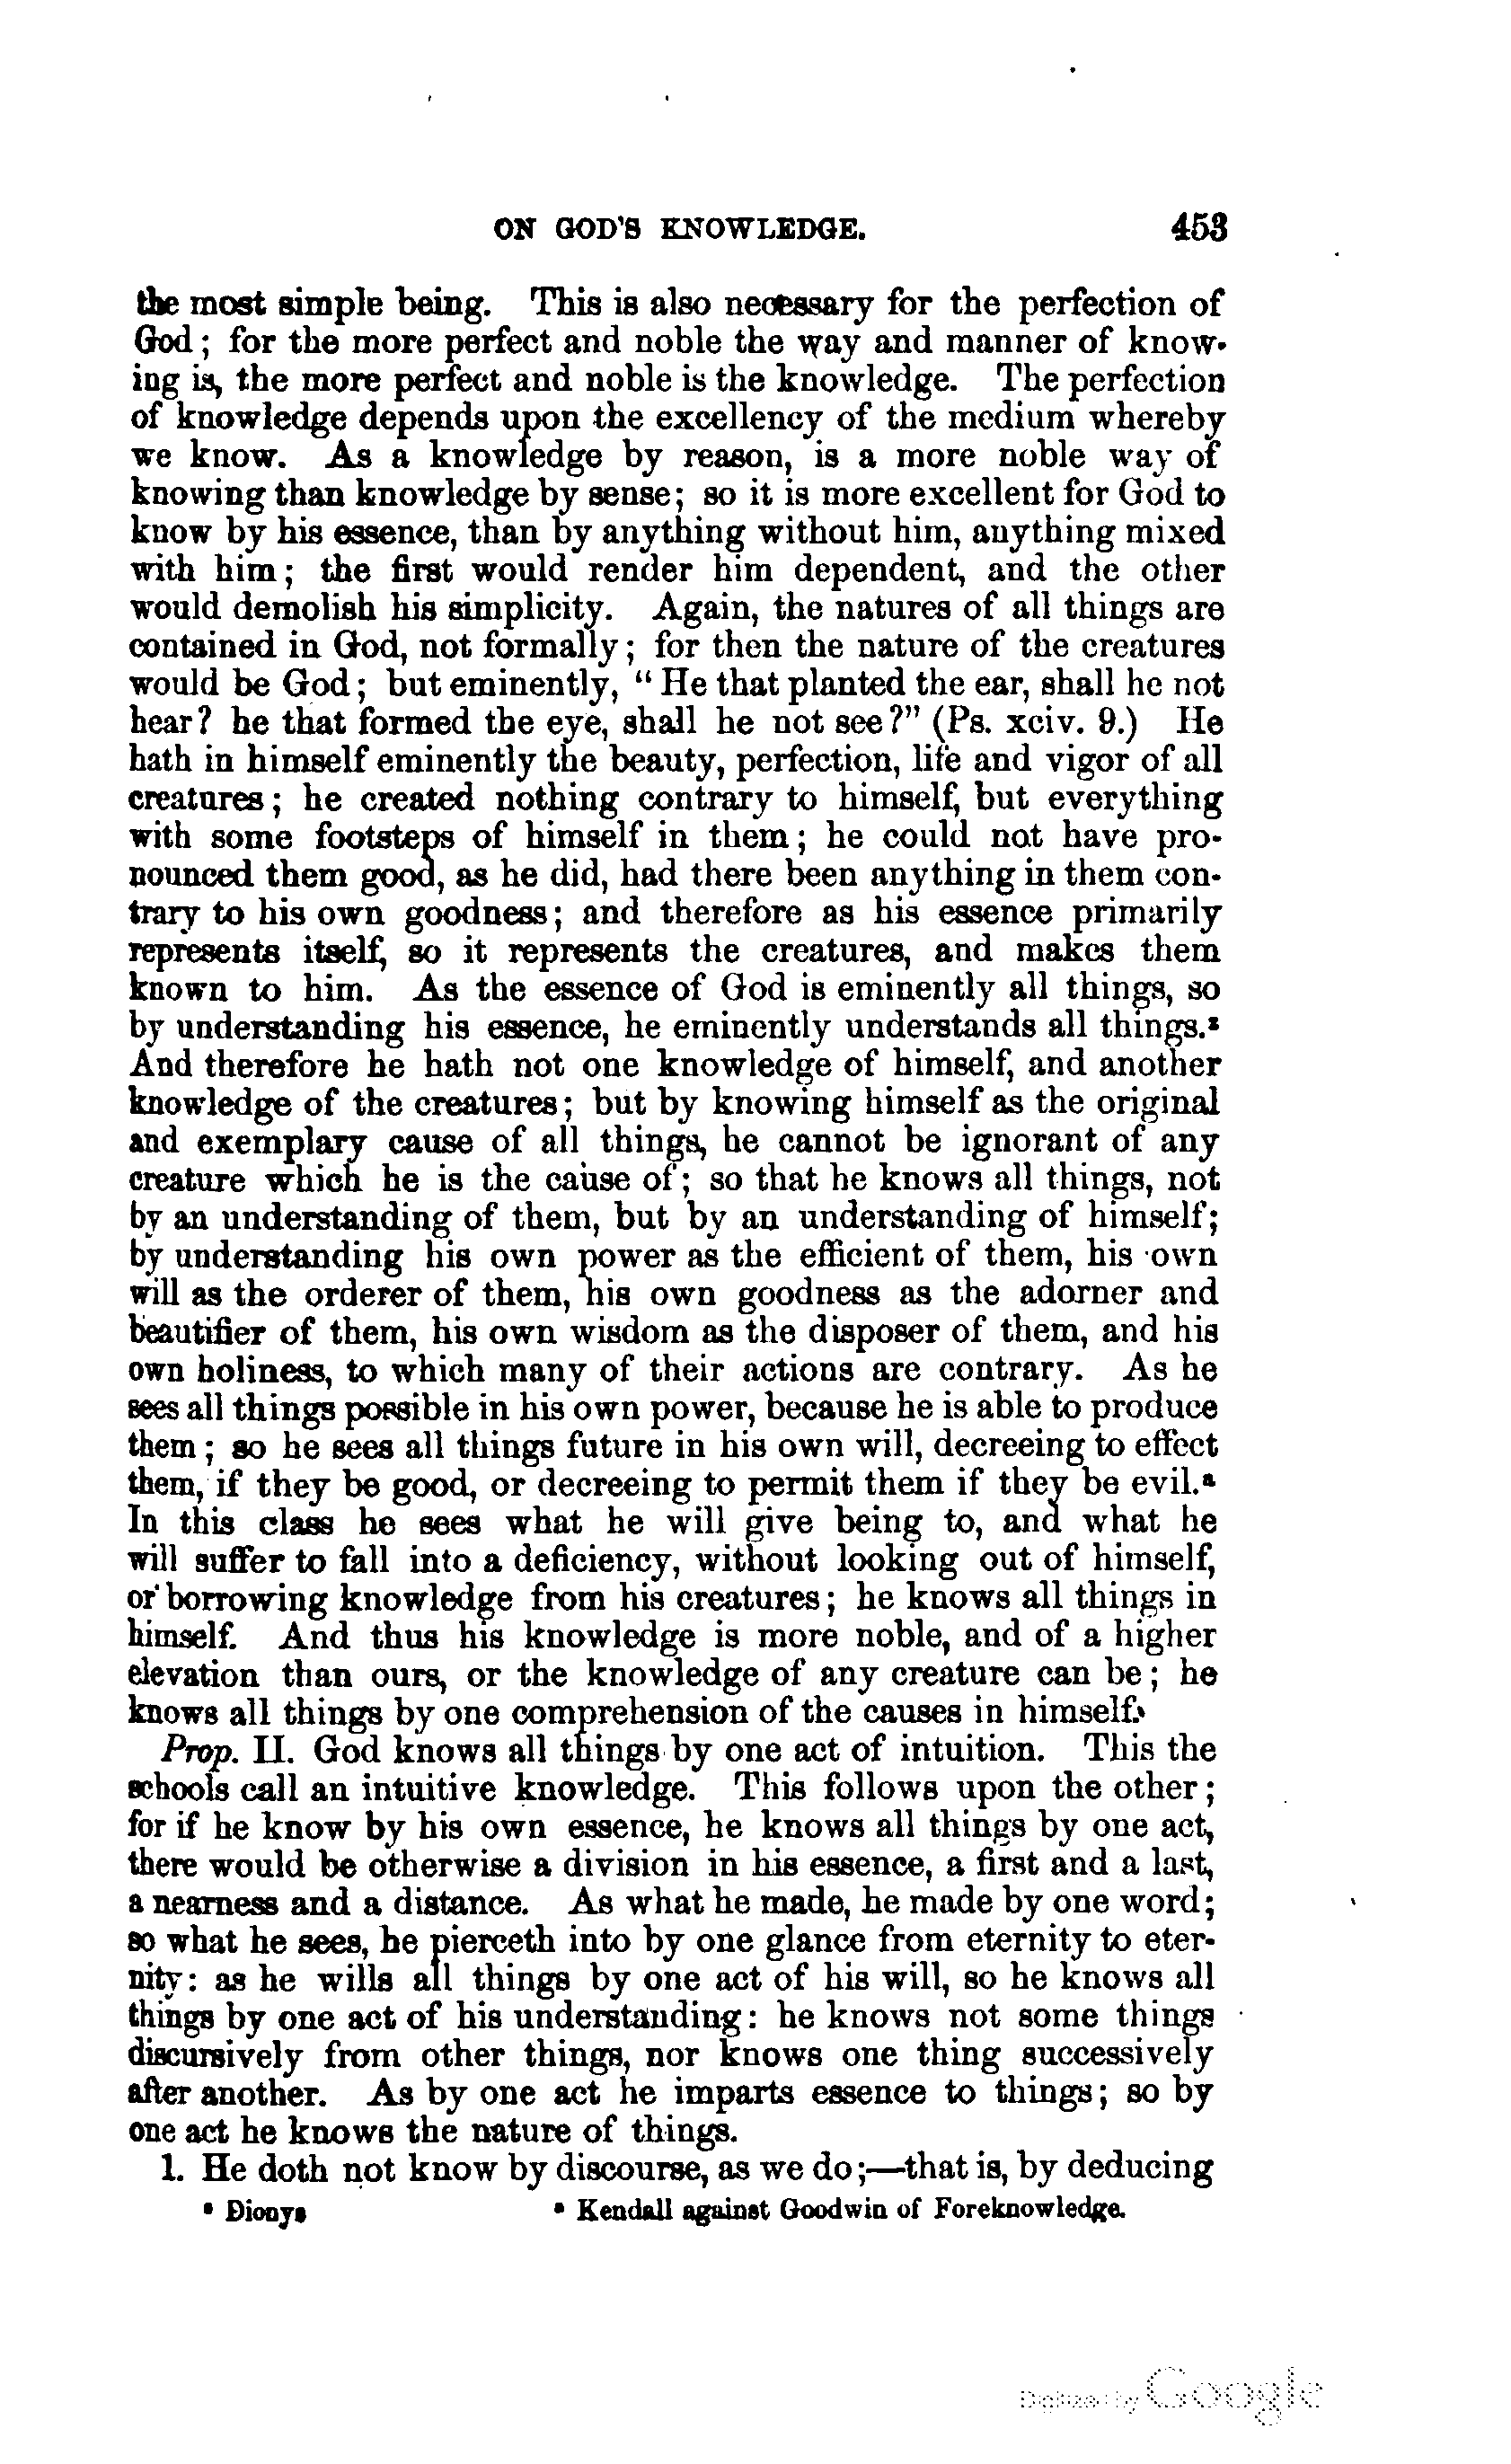 ON GOD'S KNOWLEDGE. 453
the most simple being. This is also necessary for the perfection of
God; for the more perfect and noble the way and manner of know-
ing is, the more perfect and noble is the knowledge. The perfection
of knowledge depends upon the excellency of the medium whereby
we know. As a knowledge by reason, is a more noble way of
knowing than knowledge by sense; so it is more excellent for God to
know by his essence, than by anything without him, anything mixed
with him; the first would render him dependent, and the other
would demolish his simplicity. Again, the natures of all things are
contained in God, not formally; for then the nature of the creatures
would be God; but eminently, "He that planted the ear, shall he not
hear? he that formed the eye, shall he not see?" (Ps. xciv. 9.) He
hath in himself eminently the beauty, perfection, life and vigor of all
creatures; he created nothing contrary to himself, but everything
with some footsteps of himself in them; he could not have pro-
nounced them good, as he did, had there been anything in them con-
trary to his own goodness; and therefore as his essence primarily
represents itself, so it represents the creatures, and makes them
known to him. As the essence of God is eminently all things, so
by understanding his essence, he eminently understands all things.ᶻ
And therefore he hath not one knowledge of himself, and another
knowledge of the creatures; but by knowing himself as the original
and exemplary cause of all things, he cannot be ignorant of any
creature which he is the cause of; so that he knows all things, not
by an understanding of them, but by an understanding of himself;
by understanding his own power as the efficient of them, his own
will as the orderer of them, his own goodness as the adorner and
beautifier of them, his own wisdom as the disposer of them, and his
own holiness, to which many of their actions are contrary. As he
sees all things possible in his own power, because he is able to produce
them; so he sees all things future in his own will, decreeing to effect
them, if they be good, or decreeing to permit them if they be evil.ᵃ
In this class he sees what he will give being to, and what he
will suffer to fall into a deficiency, without looking out of himself,
or borrowing knowledge from his creatures; he knows all things in
himself. And thus his knowledge is more noble, and of a higher
elevation than ours, or the knowledge of any creature can be; he
knows all things by one comprehension of the causes in himself.
Prop. II. God knows all things by one act of intuition. This the
schools call an intuitive knowledge. This follows upon the other;
for if he know by his own essence, he knows all things by one act,
there would be otherwise a division in his essence, a first and a last,
a nearness and a distance. As what he made, he made by one word;
so what he sees, he pierceth into by one glance from eternity to eter-
nity: as he wills all things by one act of his will, so he knows all
things by one act of his understanding: he knows not some things
discursively from other things, nor knows one thing successively
after another. As by one act he imparts essence to things; so by
one act he knows the nature of things.
1. He doth not know by discourse, as we do;—that is, by deducing
ᶻ Dionys ᵃ Kendall against Goodwin of Foreknowledge.
Digitized by Google